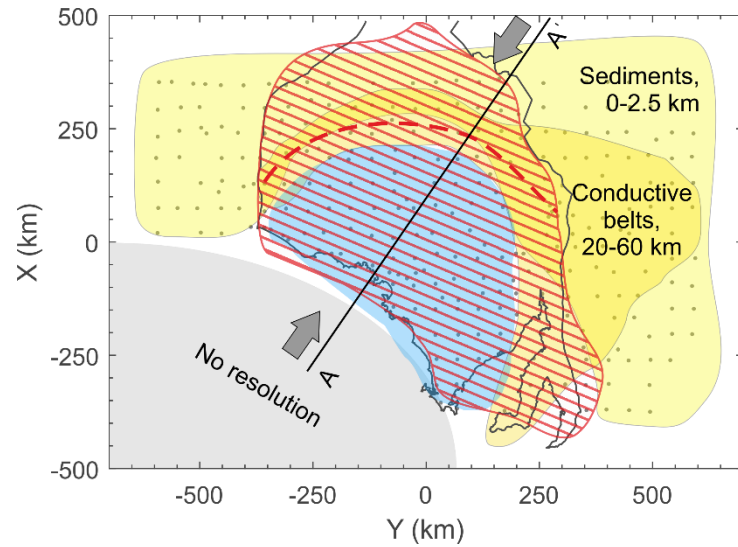 500
250
0
-250
-500
X (km)
-500
-250
0
250
500
Y (km)
A'
Sediments,
0-2.5 km
Conductive
belts,
20-60 km
No resolution
A